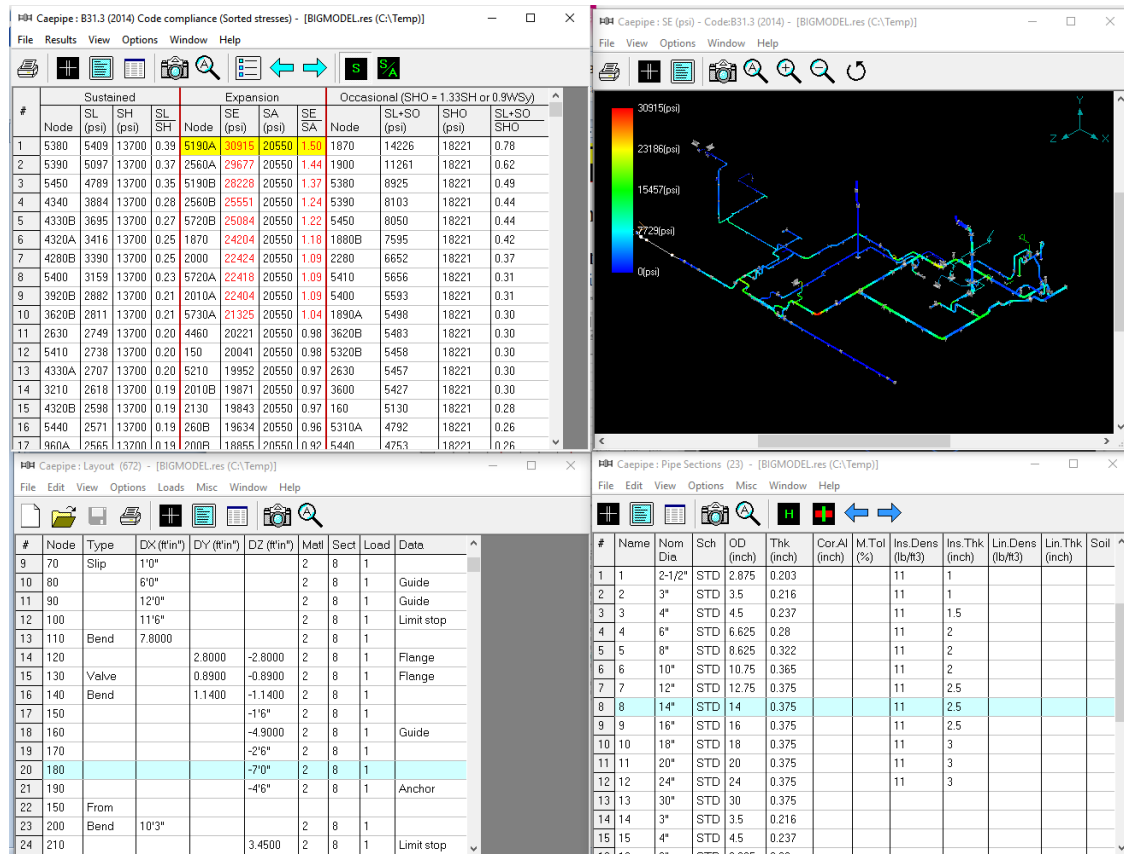 Caepipe : B31.3 (2014) Code compliance (Sorted stresses) - [BIGMODEL.res (C:\Temp)]
File Results View Options Window Help
S S/A
# Sustained Expansion Occasional (SHO = 1.33SH or 0.9WSy)
Node SL (psi) SH (psi) SL/SH Node SE (psi) SA (psi) SE/SA Node SL+SO (psi) SHO (psi) SL+SO/SHO
1 5380 5409 13700 0.39 5190A 30915 20550 1.50 1870 14226 18221 0.78
2 5390 5097 13700 0.37 2560A 29677 20550 1.44 1900 11261 18221 0.62
3 5450 4789 13700 0.35 5190B 28228 20550 1.37 5380 8925 18221 0.49
4 4340 3884 13700 0.28 2560B 25551 20550 1.24 5390 8103 18221 0.44
5 4330B 3695 13700 0.27 5720B 25084 20550 1.22 5450 8050 18221 0.44
6 4320A 3416 13700 0.25 1870 24204 20550 1.18 1880B 7595 18221 0.42
7 4280B 3390 13700 0.25 2000 22424 20550 1.09 2280 6652 18221 0.37
8 5400 3159 13700 0.23 5720A 22418 20550 1.09 5410 5656 18221 0.31
9 3920B 2882 13700 0.21 2010A 22404 20550 1.09 5400 5593 18221 0.31
10 3620B 2811 13700 0.21 5730A 21325 20550 1.04 1890A 5498 18221 0.30
11 2630 2749 13700 0.20 4460 20221 20550 0.98 3620B 5483 18221 0.30
12 5410 2738 13700 0.20 150 20041 20550 0.98 5320B 5458 18221 0.30
13 4330A 2707 13700 0.20 5210 19952 20550 0.97 2630 5457 18221 0.30
14 3210 2618 13700 0.19 2010B 19871 20550 0.97 3600 5427 18221 0.30
15 4320B 2598 13700 0.19 2130 19843 20550 0.97 160 5130 18221 0.28
16 5440 2571 13700 0.19 260B 19634 20550 0.96 5310A 4792 18221 0.26
17 960A 2565 13700 0.19 200B 18855 20550 0.92 5440 4753 18221 0.26
Caepipe : SE (psi) - Code:B31.3 (2014) - [BIGMODEL.res (C:\Temp)]
File View Options Window Help
30915(psi)
23186(psi)
15457(psi)
7729(psi)
0(psi)
Y
Z X
Caepipe : Layout (672) - [BIGMODEL.res (C:\Temp)]
File Edit View Options Loads Misc Window Help
# Node Type DX (ft'in") DY (ft'in") DZ (ft'in") Matl Sect Load Data
9 70 Slip 1'0" 2 8 1
10 80 6'0" 2 8 1 Guide
11 90 12'0" 2 8 1 Guide
12 100 11'6" 2 8 1 Limit stop
13 110 Bend 7.8000 2 8 1
14 120 2.8000 -2.8000 2 8 1 Flange
15 130 Valve 0.8900 -0.8900 2 8 1 Flange
16 140 Bend 1.1400 -1.1400 2 8 1
17 150 -1'6" 2 8 1
18 160 -4.9000 2 8 1 Guide
19 170 -2'6" 2 8 1
20 180 -7'0" 2 8 1
21 190 -4'6" 2 8 1 Anchor
22 150 From
23 200 Bend 10'3" 2 8 1
24 210 3.4500 2 8 1 Limit stop
Caepipe : Pipe Sections (23) - [BIGMODEL.res (C:\Temp)]
File Edit View Options Misc Window Help
H
# Name Nom Dia Sch OD (inch) Thk (inch) Cor.Al (inch) M.Tol (%) Ins.Dens (lb/ft3) Ins.Thk (inch) Lin.Dens (lb/ft3) Lin.Thk (inch) Soil
1 1 2-1/2" STD 2.875 0.203 11 1
2 2 3" STD 3.5 0.216 11 1
3 3 4" STD 4.5 0.237 11 1.5
4 4 6" STD 6.625 0.28 11 2
5 5 8" STD 8.625 0.322 11 2
6 6 10" STD 10.75 0.365 11 2
7 7 12" STD 12.75 0.375 11 2.5
8 8 14" STD 14 0.375 11 2.5
9 9 16" STD 16 0.375 11 2.5
10 10 18" STD 18 0.375 11 3
11 11 20" STD 20 0.375 11 3
12 12 24" STD 24 0.375 11 3
13 13 30" STD 30 0.375
14 14 3" STD 3.5 0.216
15 15 4" STD 4.5 0.237